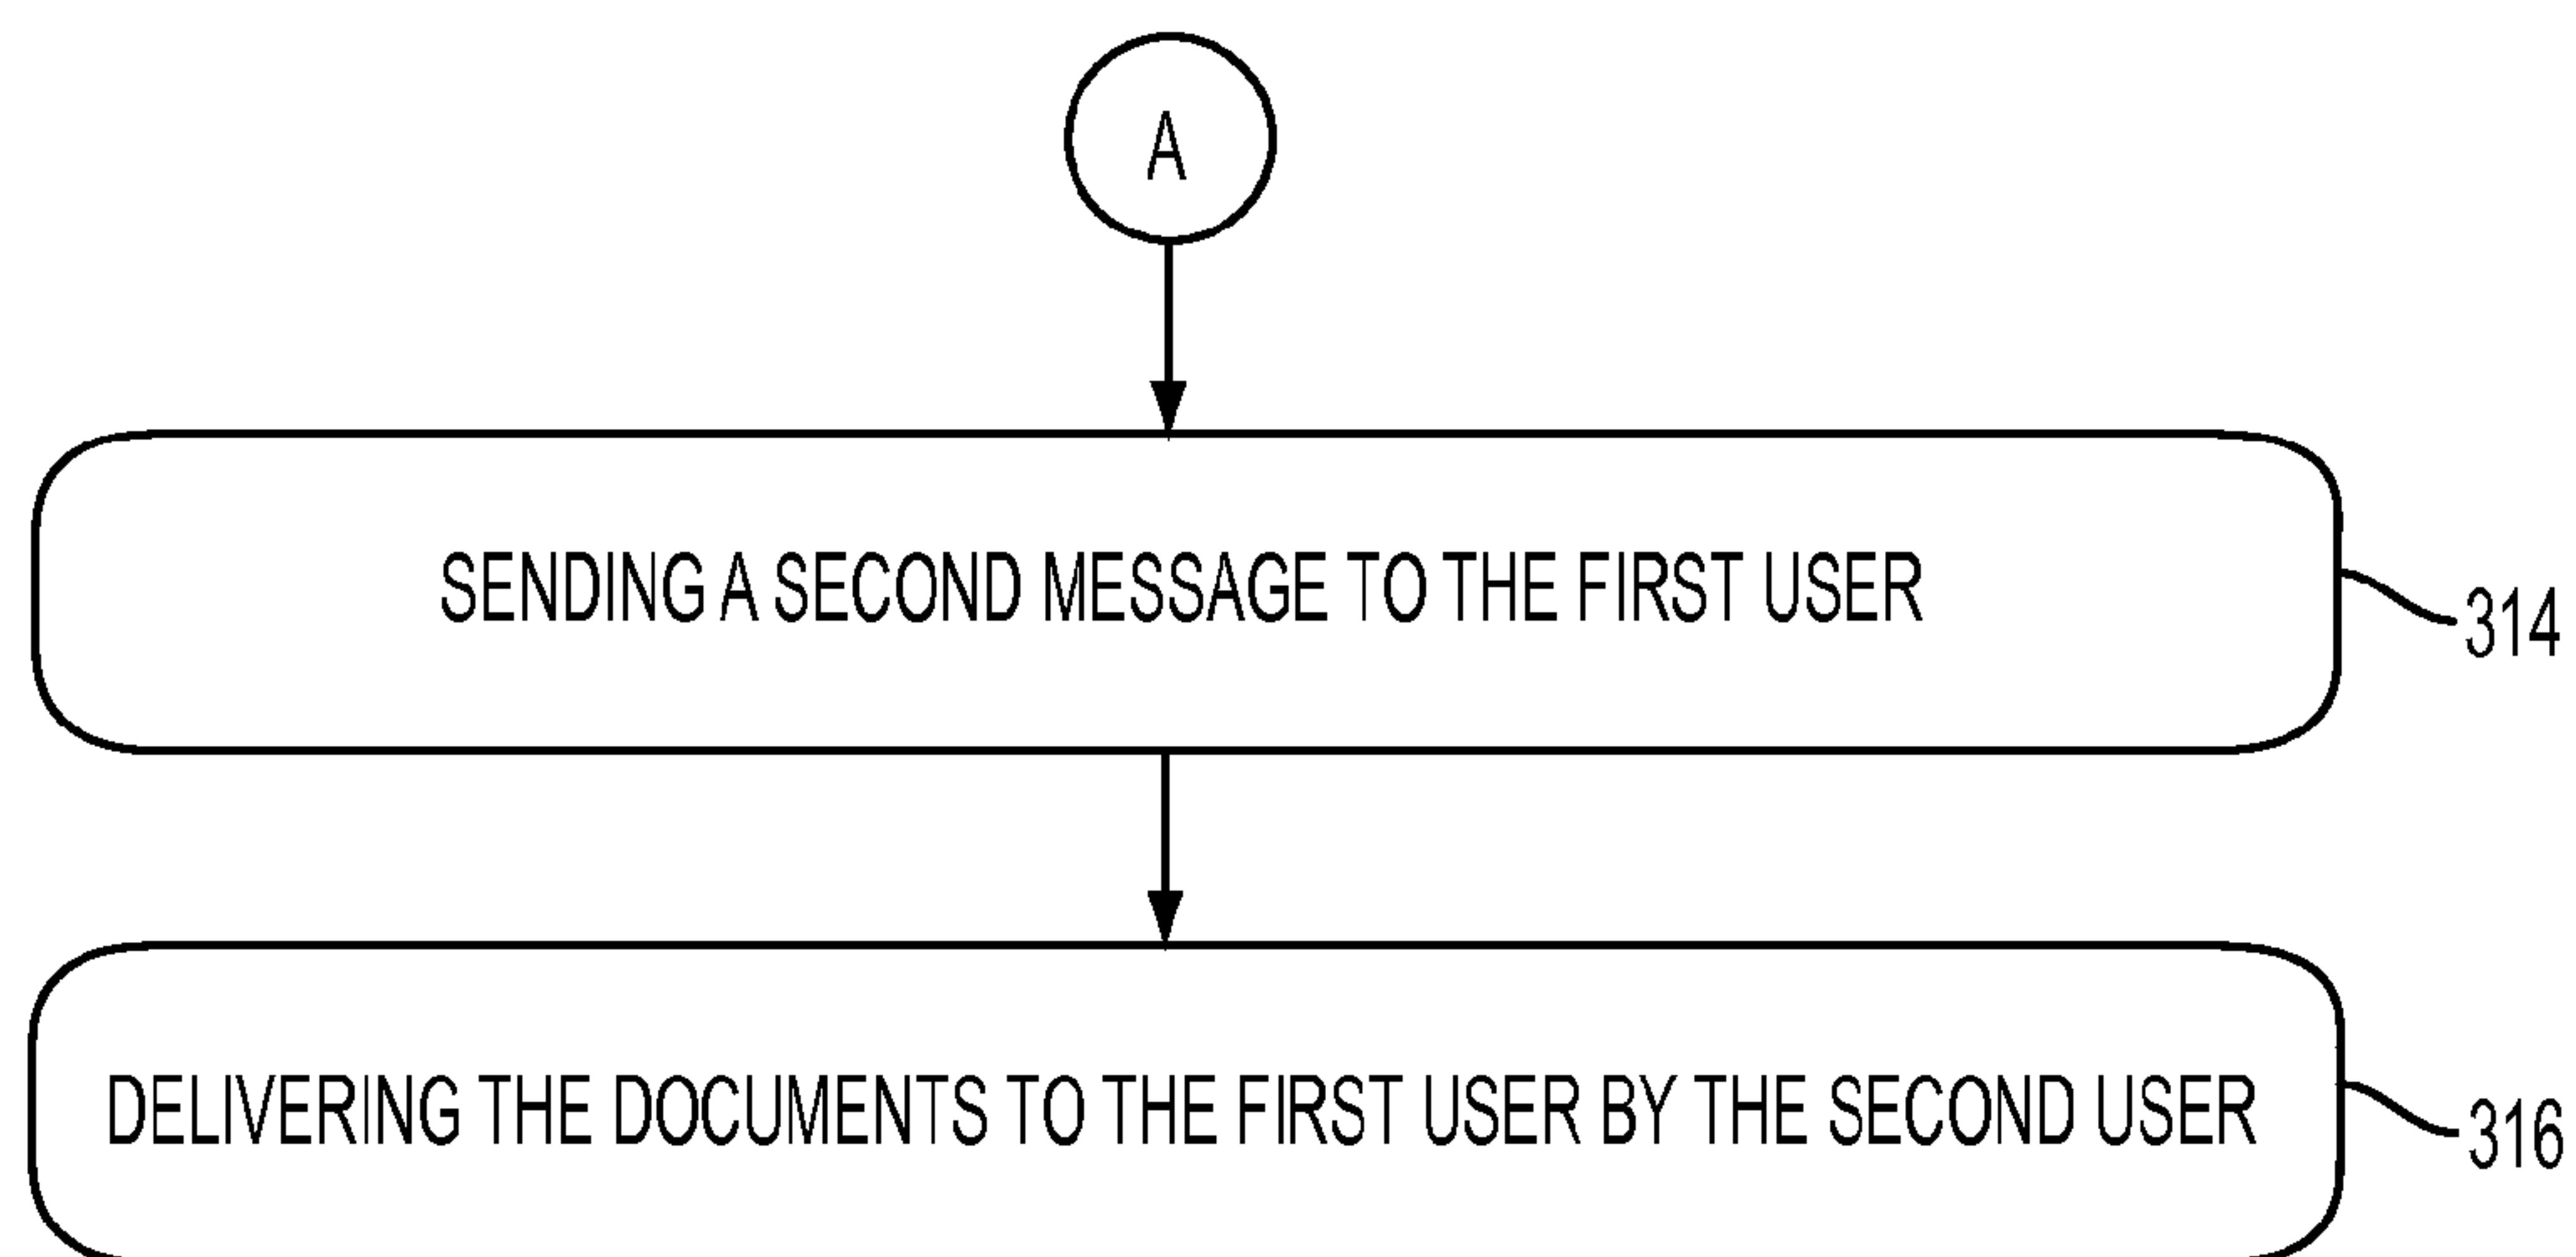 A
SENDING A SECOND MESSAGE TO THE FIRST USER
314
DELIVERING THE DOCUMENTS TO THE FIRST USER BY THE SECOND USER
316